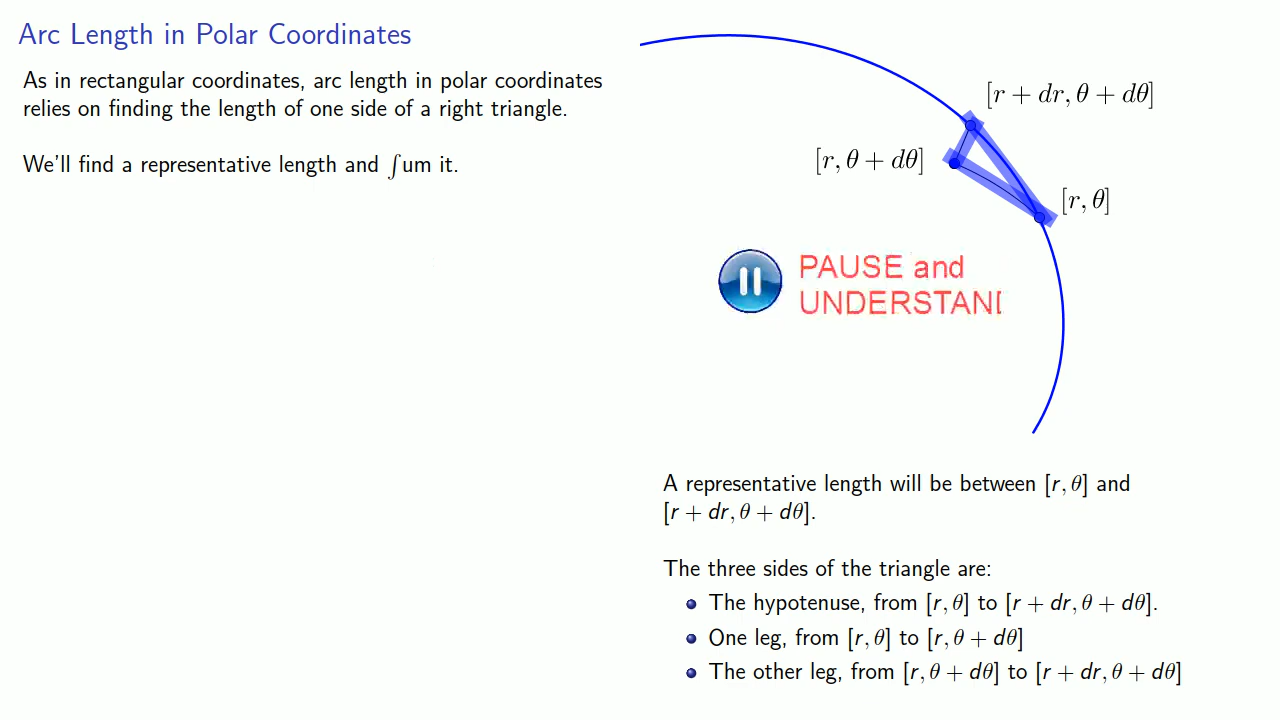 Arc Length in Polar Coordinates
As in rectangular coordinates, arc length in polar coordinates
relies on finding the length of one side of a right triangle.
We'll find a representative length and ∫um it.
[r + dr, θ + dθ]
[r, θ + dθ]
[r, θ]
PAUSE and
UNDERSTAND
A representative length will be between [r, θ] and
[r + dr, θ + dθ].
The three sides of the triangle are:
The hypotenuse, from [r, θ] to [r + dr, θ + dθ].
One leg, from [r, θ] to [r, θ + dθ]
The other leg, from [r, θ + dθ] to [r + dr, θ + dθ]